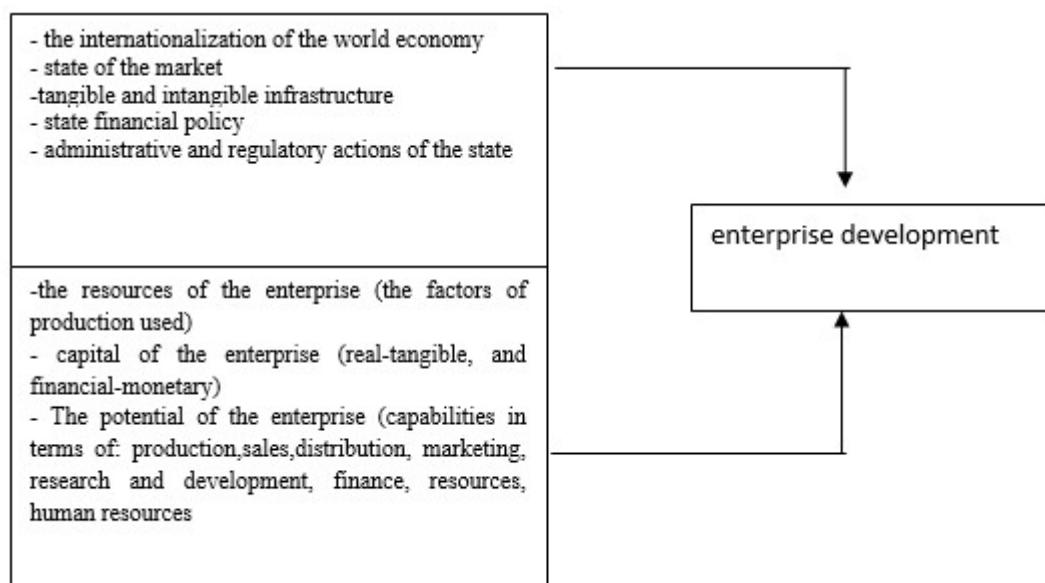 - the internationalization of the world economy
- state of the market
-tangible and intangible infrastructure
- state financial policy
- administrative and regulatory actions of the state
enterprise development
-the resources of the enterprise (the factors of
production used)
- capital of the enterprise (real-tangible, and
financial-monetary)
- The potential of the enterprise (capabilities in
terms of: production,sales,distribution, marketing,
research and development, finance, resources,
human resources